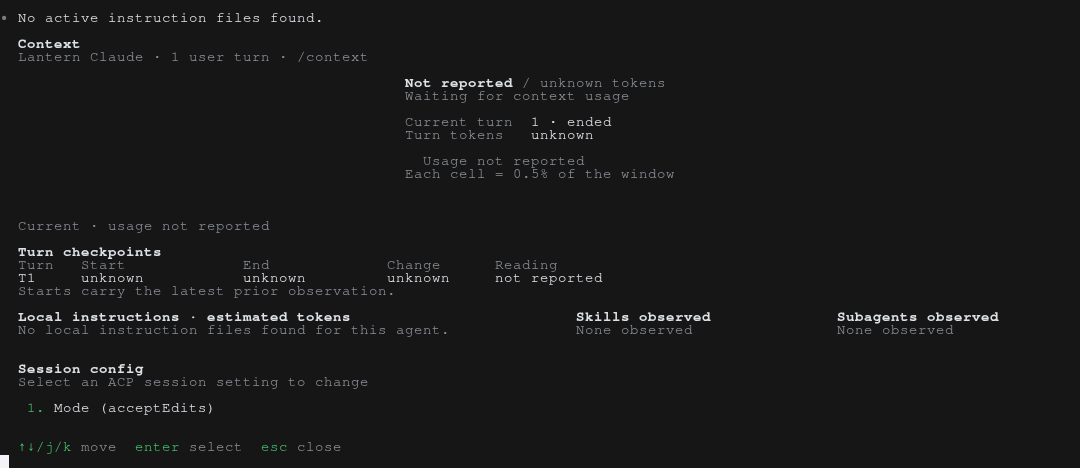 • No active instruction files found.
Context
Lantern Claude · 1 user turn · /context
Not reported / unknown tokens
Waiting for context usage
Current turn 1 · ended
Turn tokens unknown
Usage not reported
Each cell = 0.5% of the window
Current · usage not reported
Turn checkpoints
Turn Start End Change Reading
T1 unknown unknown unknown not reported
Starts carry the latest prior observation.
Local instructions · estimated tokens Skills observed Subagents observed
No local instruction files found for this agent. None observed None observed
Session config
Select an ACP session setting to change
1. Mode (acceptEdits)
↑↓/j/k move enter select esc close